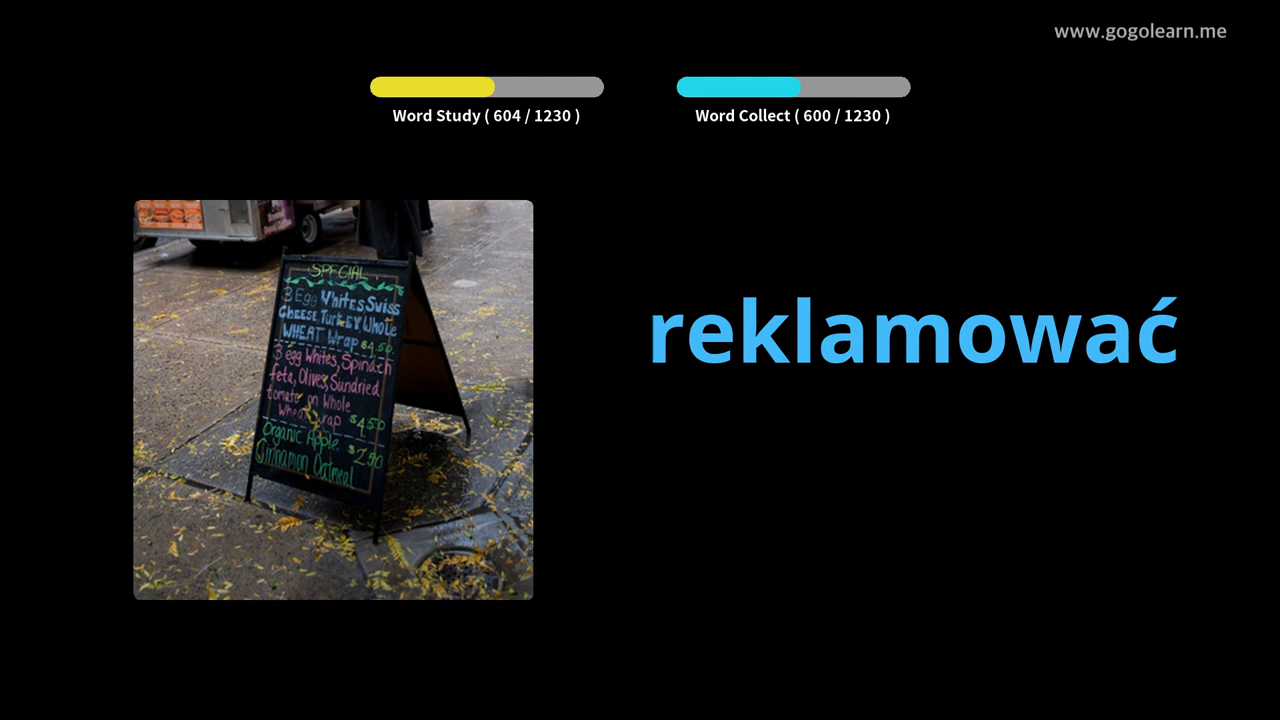 www.gogolearn.me
Word Study ( 604 / 1230 )
Word Collect ( 600 / 1230 )
SPECIAL
3 Egg Whites, Swiss
Cheese, Turkey Whole
WHEAT Wrap $4.50
3 egg Whites, Spinach
feta, Olives, Sundried
tomato on Whole
Wheat wrap $4.50
Organic Apple
Cinnamon Oatmeal $2.50
reklamować